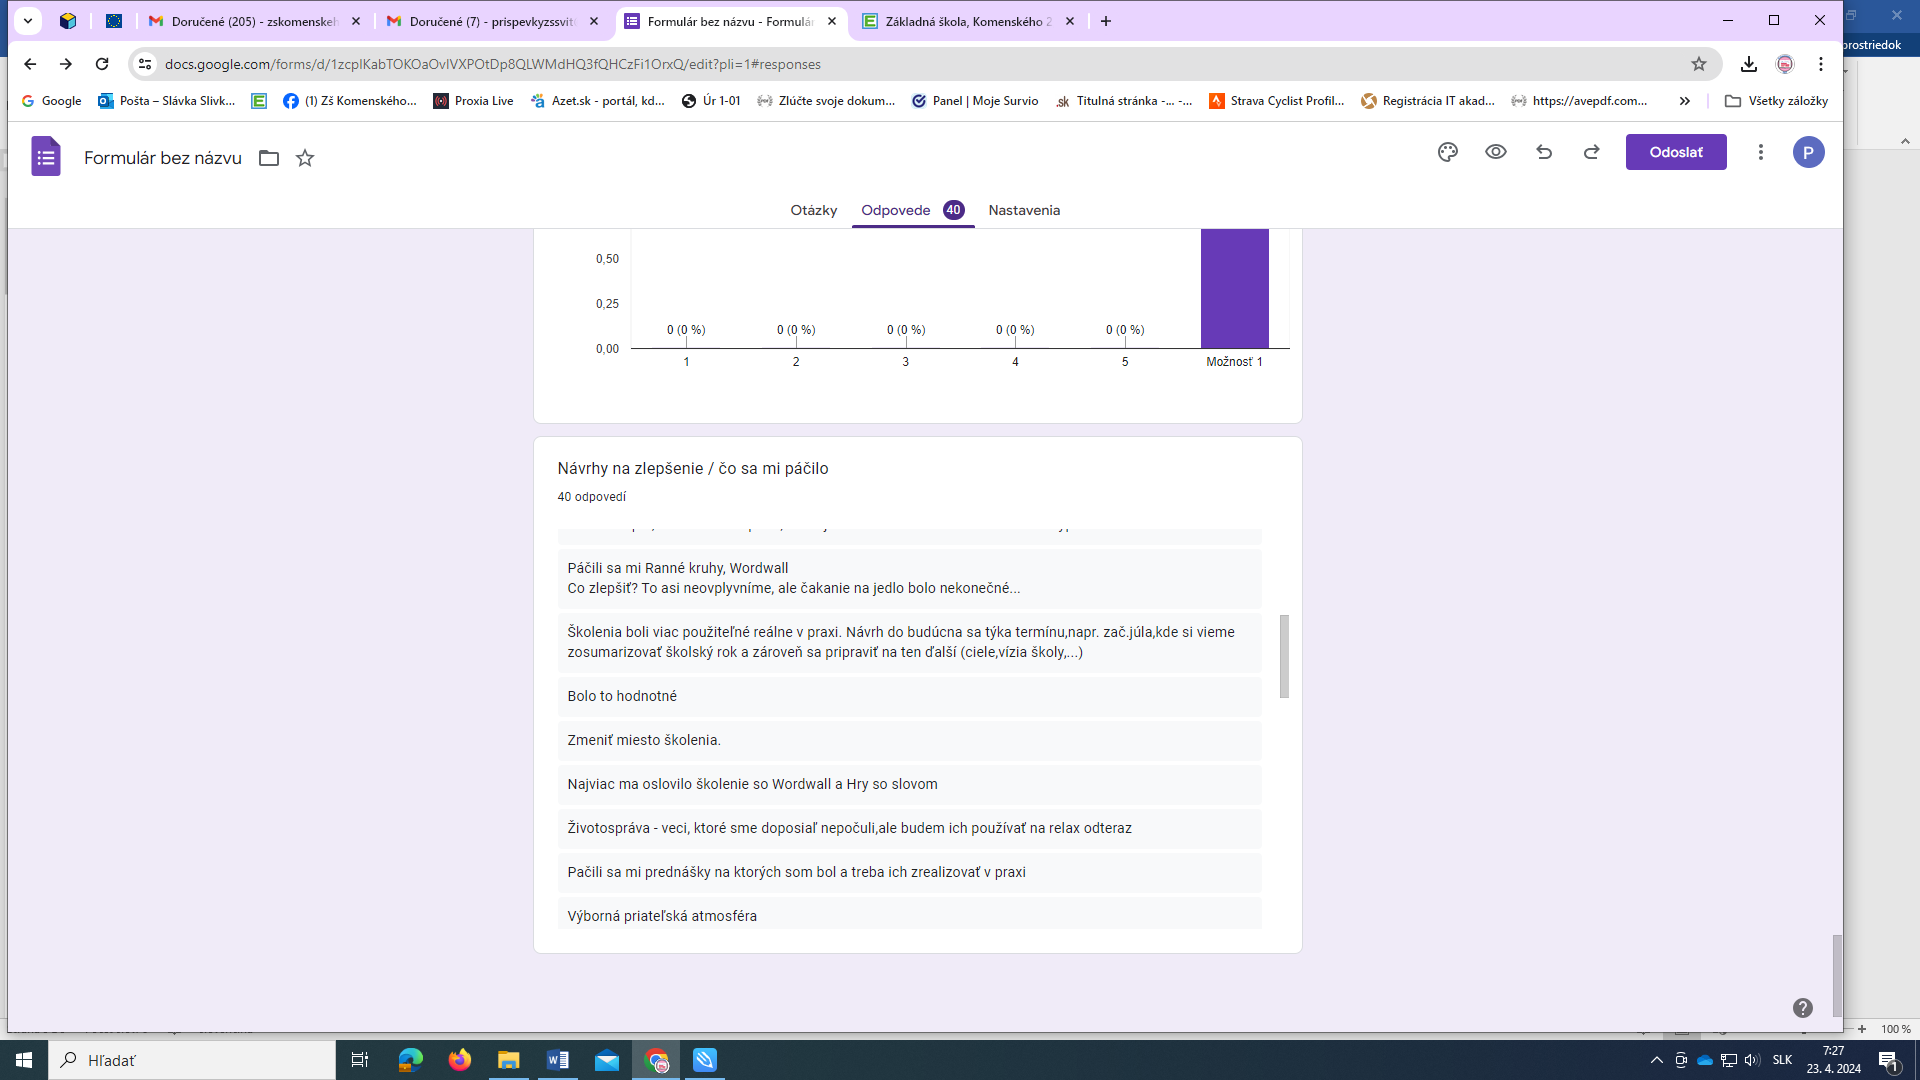 Doručené (205) - zskomenskeh
Doručené (7) - prispevkyzssvit
Formulár bez názvu - Formulár
Základná škola, Komenského 2
docs.google.com/forms/d/1zcplKabTOKOaOvlVXPOtDp8QLWMdHQ3fQHCzFi1OrxQ/edit?pli=1#responses
prostriedok
Google
Pošta – Slávka Slivk...
(1) Zš Komenského...
Proxia Live
Azet.sk - portál, kd...
Úr 1-01
Zlúčte svoje dokum...
Panel | Moje Survio
.sk Titulná stránka -... -...
Strava Cyclist Profil...
Registrácia IT akad...
https://avepdf.com...
Všetky záložky
Formulár bez názvu
Odoslať
P
Otázky
Odpovede 40
Nastavenia
0,50
0,25
0,00
0 (0 %) 0 (0 %) 0 (0 %) 0 (0 %) 0 (0 %)
1 2 3 4 5 Možnosť 1
Návrhy na zlepšenie / čo sa mi páčilo
40 odpovedí
Páčili sa mi Ranné kruhy, Wordwall
Co zlepšiť? To asi neovplyvníme, ale čakanie na jedlo bolo nekonečné...
Školenia boli viac použiteľné reálne v praxi. Návrh do budúcna sa týka termínu,napr. zač.júla,kde si vieme
zosumarizovať školský rok a zároveň sa pripraviť na ten ďalší (ciele,vízia školy,...)
Bolo to hodnotné
Zmeniť miesto školenia.
Najviac ma oslovilo školenie so Wordwall a Hry so slovom
Životospráva - veci, ktoré sme doposiaľ nepočuli,ale budem ich používať na relax odteraz
Pačili sa mi prednášky na ktorých som bol a treba ich zrealizovať v praxi
Výborná priateľská atmosféra
100 %
Hľadať
SLK
7:27
23. 4. 2024
1